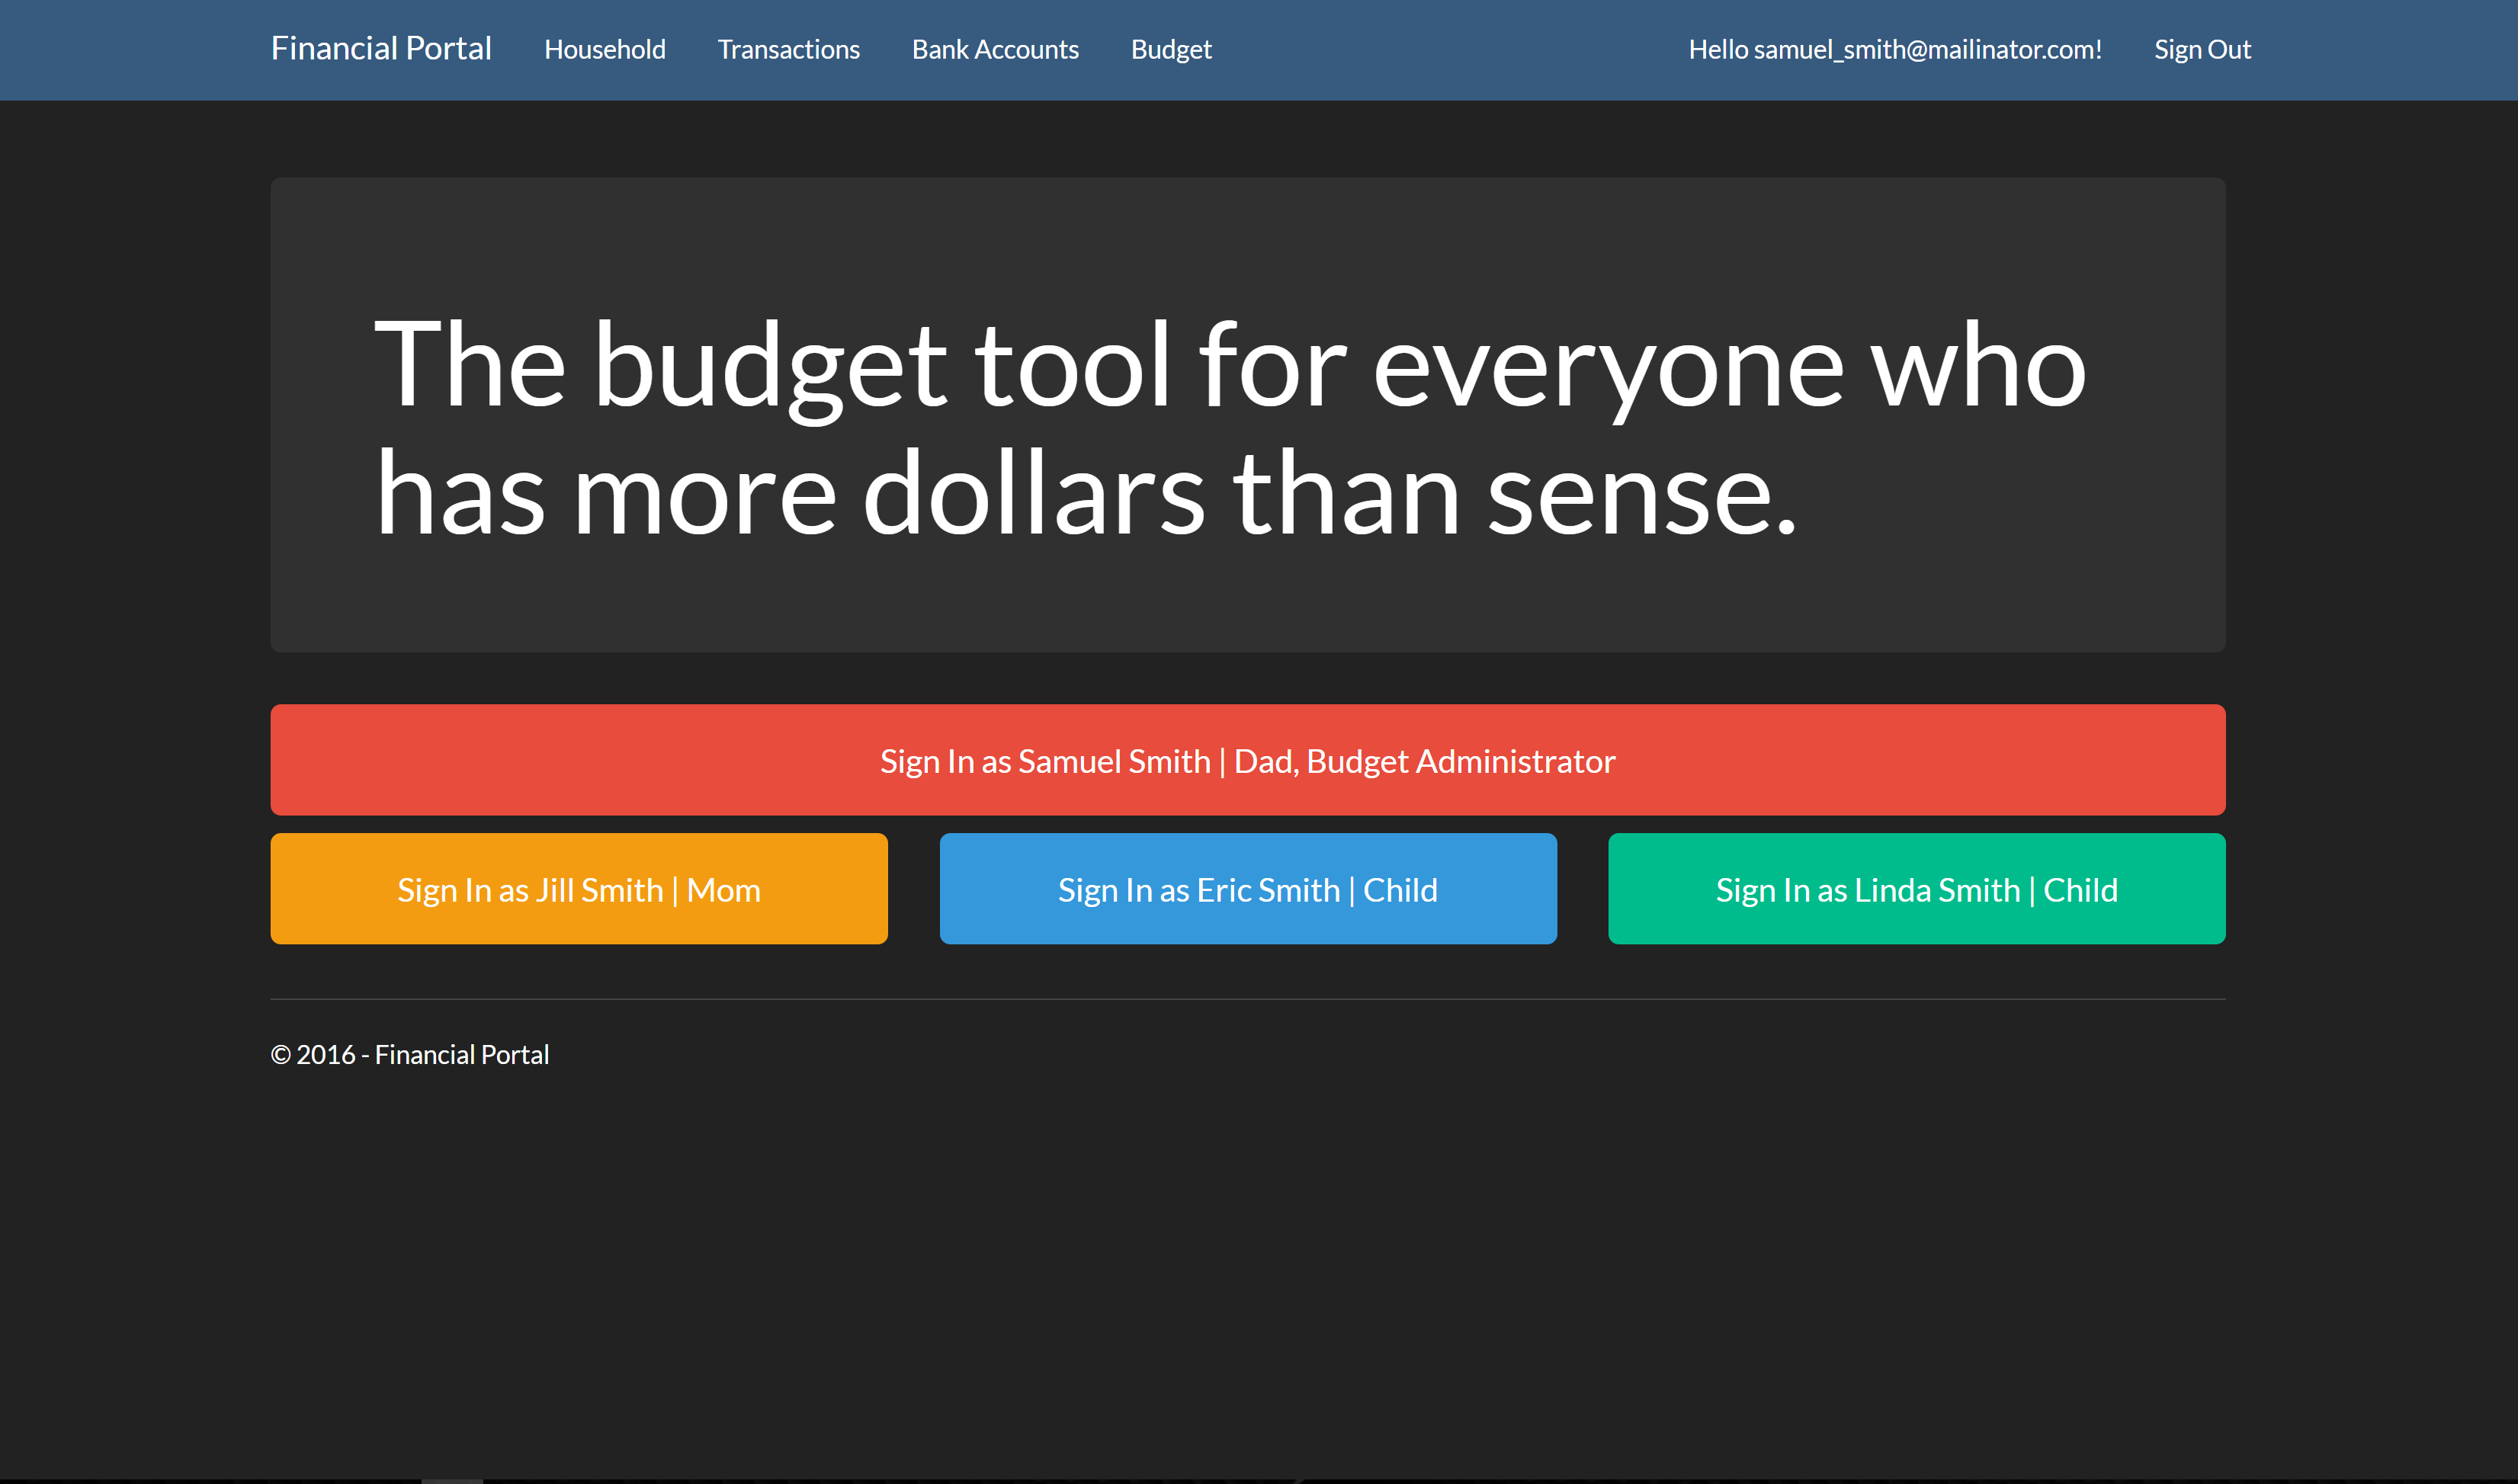 Financial Portal Household Transactions Bank Accounts Budget Hello samuel_smith@mailinator.com! Sign Out
The budget tool for everyone who
has more dollars than sense.
Sign In as Samuel Smith | Dad, Budget Administrator
Sign In as Jill Smith | Mom
Sign In as Eric Smith | Child
Sign In as Linda Smith | Child
© 2016 - Financial Portal